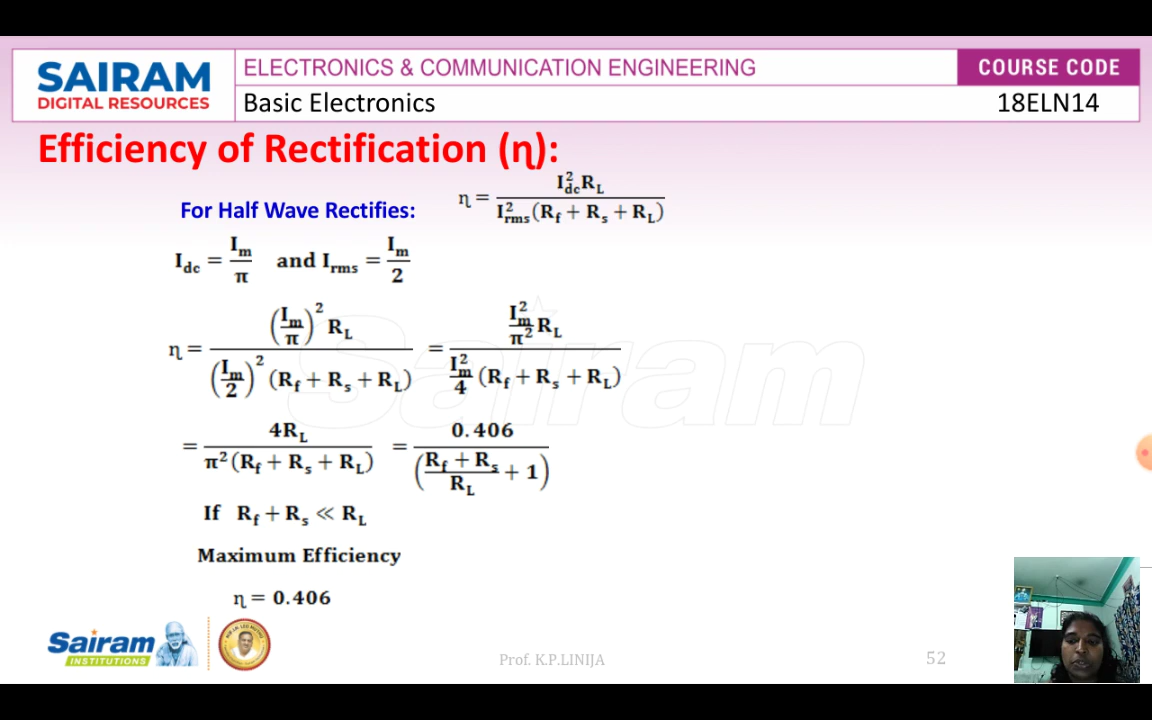 SAIRAM
DIGITAL RESOURCES
ELECTRONICS & COMMUNICATION ENGINEERING
COURSE CODE
Basic Electronics
18ELN14
Efficiency of Rectification (η):
For Half Wave Rectifies:
η = I²dc RL / I²rms (Rf + Rs + RL)
Idc = Im/π and Irms = Im/2
η = (Im/π)² RL / (Im/2)² (Rf + Rs + RL) = I²m/π² RL / I²m/4 (Rf + Rs + RL)
= 4RL / π² (Rf + Rs + RL) = 0.406 / ((Rf + Rs)/RL + 1)
If Rf + Rs ≪ RL
Maximum Efficiency
η = 0.406
Sairam
Sairam
INSTITUTIONS
Prof. K.P.LINIJA
52